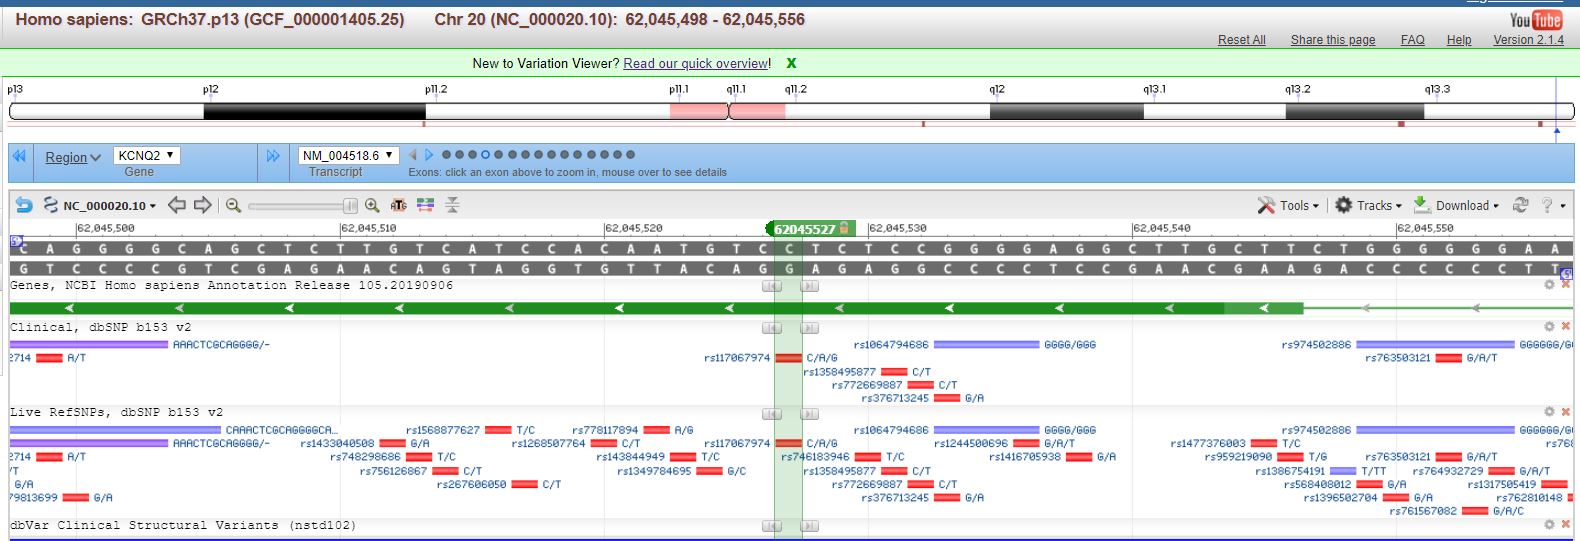 Homo sapiens: GRCh37.p13 (GCF_000001405.25) Chr 20 (NC_000020.10): 62,045,498 - 62,045,556
YouTube
Reset All Share this page FAQ Help Version 2.1.4
New to Variation Viewer? Read our quick overview! X
p13 p12 p11.2 p11.1 q11.1 q11.2 q12 q13.1 q13.2 q13.3
Region KCNQ2 NM_004518.6
Gene Transcript Exons: click an exon above to zoom in, mouse over to see details
NC_000020.10 ATG Tools Tracks Download ?
62,045,500 62,045,510 62,045,520 62045527 62,045,530 62,045,540 62,045,550
C A G G G G C A G C T C T T G T C A T C C A C A A T G T C C T C T C C G G G G A G G C T T G C T T C T G G G G G G A A
G T C C C C G T C G A G A A C A G T A G G T G T T A C A G G A G A G G C C C C T C C G A A C G A A G A C C C C C C T T
Genes, NCBI Homo sapiens Annotation Release 105.20190906
Clinical, dbSNP b153 v2
AAACTCGCAGGGG/- rs1064794686 GGGG/GGG rs974502886 GGGGGG/G
2714 A/T rs117067974 C/A/G rs763503121 G/A/T
rs1358495877 C/T
rs772669887 C/T
rs376713245 G/A
Live RefSNPs, dbSNP b153 v2
CAAACTCGCAGGGGCA... rs1568877627 T/C rs778117894 A/G rs1064794686 GGGG/GGG rs974502886 GGGGGG/G
AAACTCGCAGGGG/- rs1433040508 G/A rs1268507764 C/T rs117067974 C/A/G rs1244500696 G/A/T rs1477376003 T/C rs768
2714 A/T rs748298686 T/C rs143844949 T/C rs746183946 T/C rs1416705938 G/A rs959219090 T/G rs763503121 G/A/T
/T rs756126867 C/T rs1349784695 G/C rs1358495877 C/T rs1386754191 T/TT rs764932729 G/A/T
G/A rs267606050 C/T rs772669887 C/T rs568408012 G/A rs1317505419
79813699 G/A rs376713245 G/A rs1396502704 G/A rs762810148
rs761567082 G/A/C
dbVar Clinical Structural Variants (nstd102)